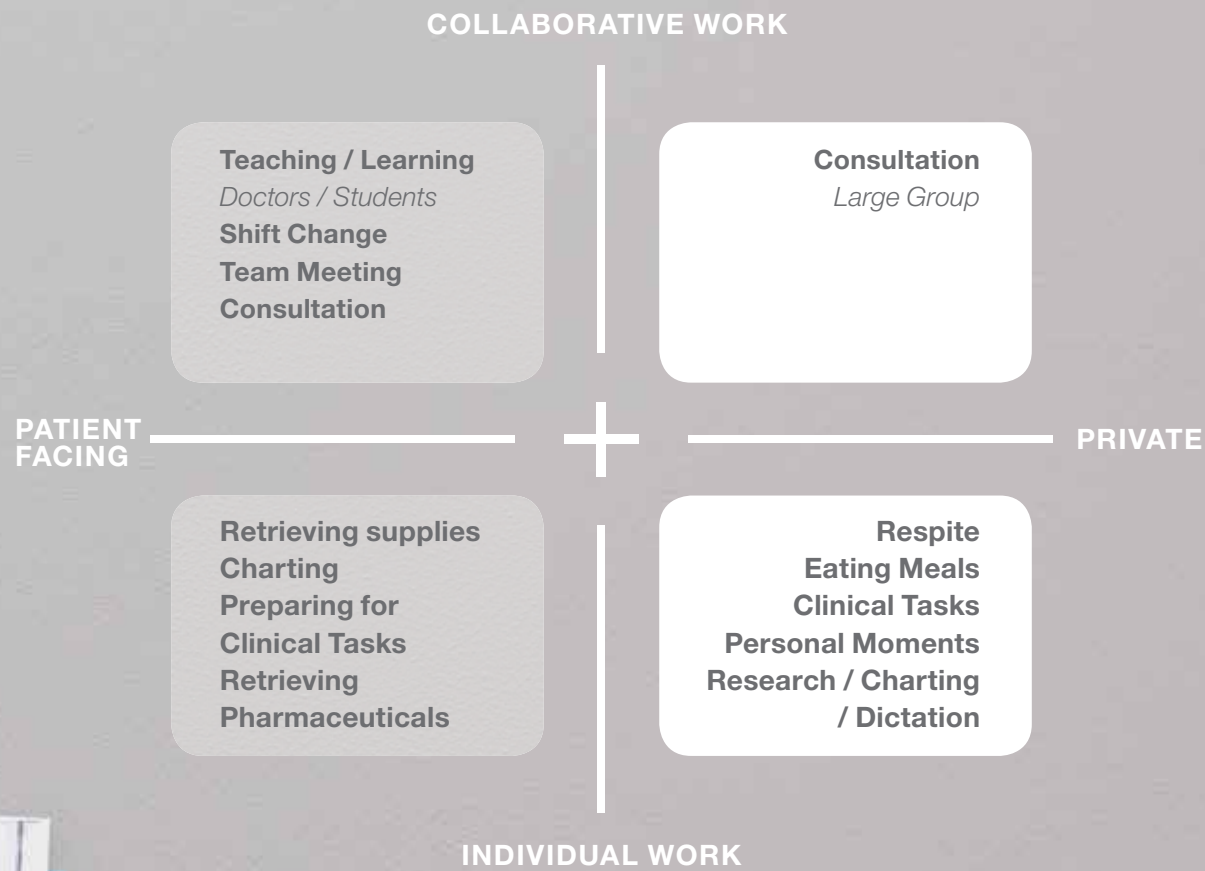 COLLABORATIVE WORK
Teaching / Learning
Doctors / Students
Shift Change
Team Meeting
Consultation
Consultation
Large Group
PATIENT
FACING
PRIVATE
Retrieving supplies
Charting
Preparing for
Clinical Tasks
Retrieving
Pharmaceuticals
Respite
Eating Meals
Clinical Tasks
Personal Moments
Research / Charting
/ Dictation
INDIVIDUAL WORK